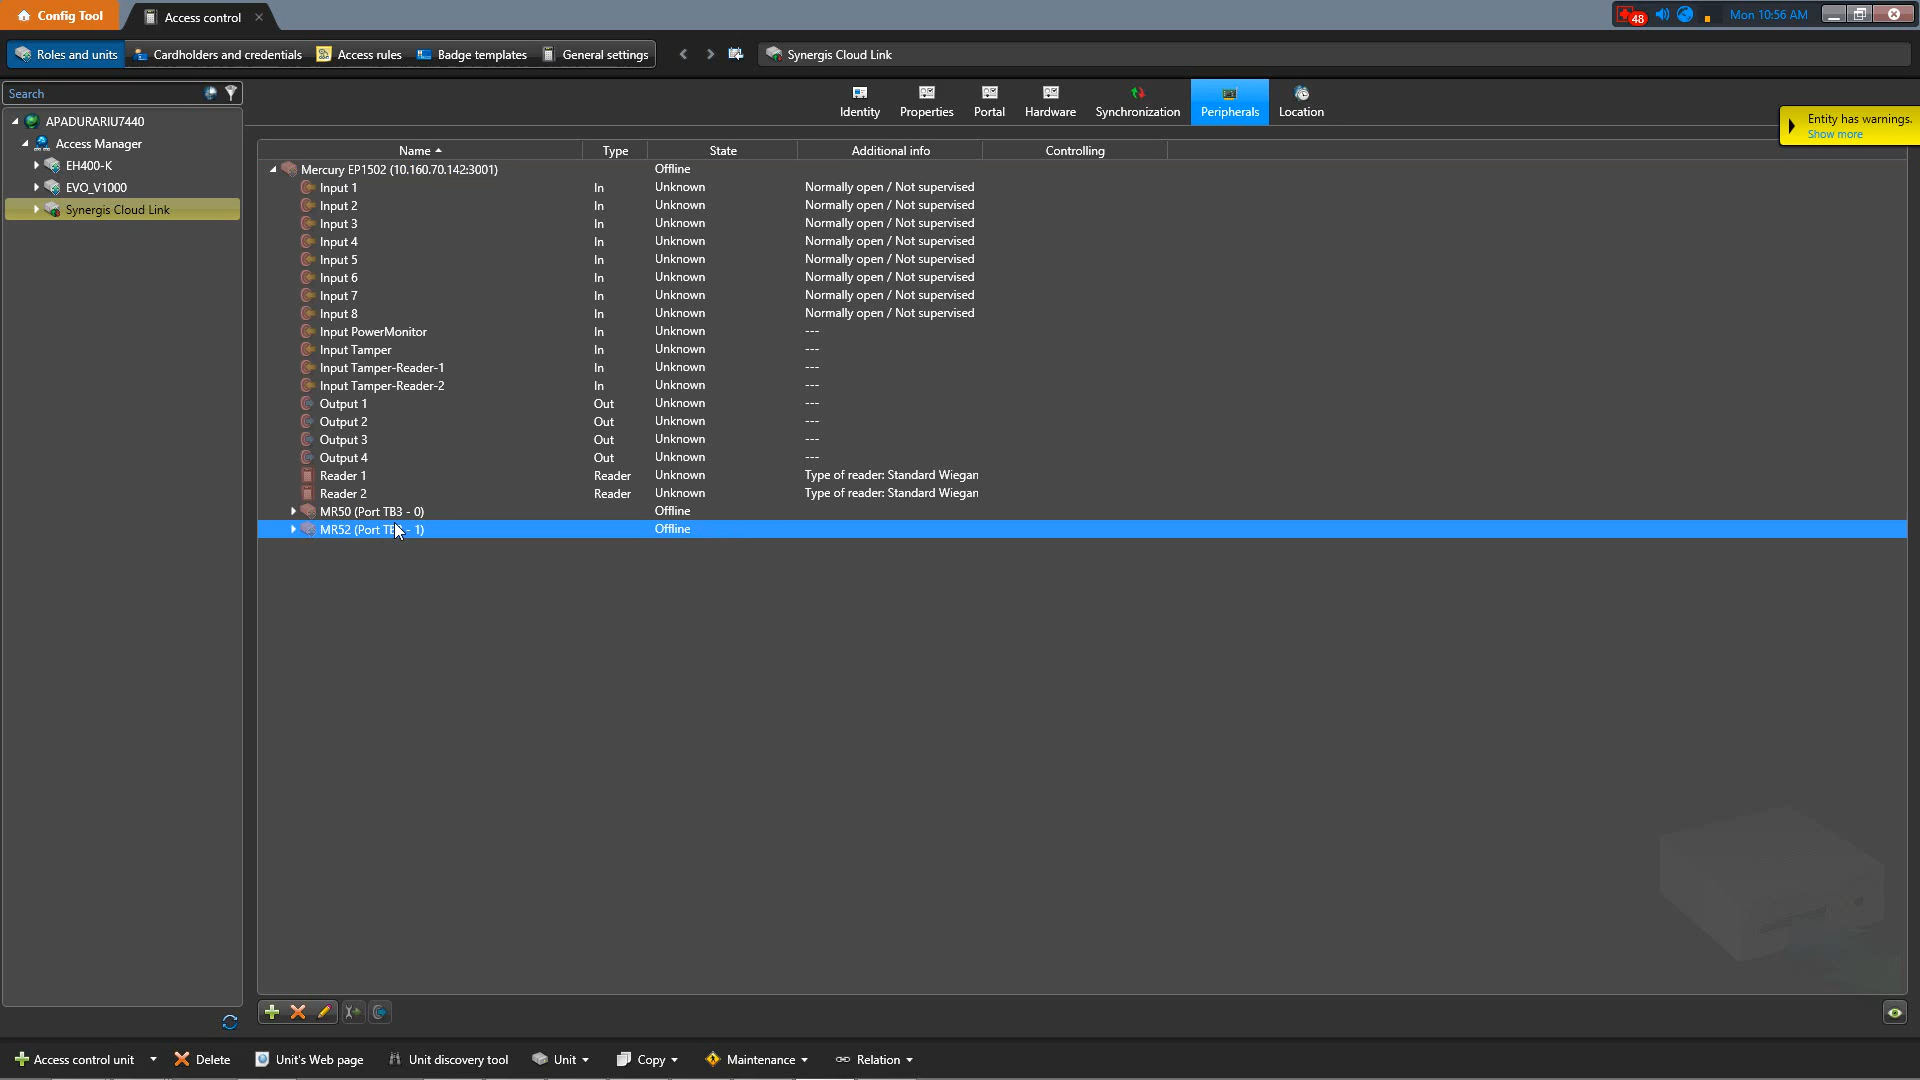 Config Tool
Access control
48
Mon 10:56 AM
Roles and units
Cardholders and credentials
Access rules
Badge templates
General settings
Synergis Cloud Link
Search
Identity
Properties
Portal
Hardware
Synchronization
Peripherals
Location
Entity has warnings.
Show more
APADURARIU7440
Access Manager
EH400-K
EVO_V1000
Synergis Cloud Link
Name Type State Additional info Controlling
Mercury EP1502 (10.160.70.142:3001) Offline
Input 1 In Unknown Normally open / Not supervised
Input 2 In Unknown Normally open / Not supervised
Input 3 In Unknown Normally open / Not supervised
Input 4 In Unknown Normally open / Not supervised
Input 5 In Unknown Normally open / Not supervised
Input 6 In Unknown Normally open / Not supervised
Input 7 In Unknown Normally open / Not supervised
Input 8 In Unknown Normally open / Not supervised
Input PowerMonitor In Unknown ---
Input Tamper In Unknown ---
Input Tamper-Reader-1 In Unknown ---
Input Tamper-Reader-2 In Unknown ---
Output 1 Out Unknown ---
Output 2 Out Unknown ---
Output 3 Out Unknown ---
Output 4 Out Unknown ---
Reader 1 Reader Unknown Type of reader: Standard Wiegan
Reader 2 Reader Unknown Type of reader: Standard Wiegan
MR50 (Port TB3 - 0) Offline
MR52 (Port - 1) Offline
Access control unit
Delete
Unit's Web page
Unit discovery tool
Unit
Copy
Maintenance
Relation